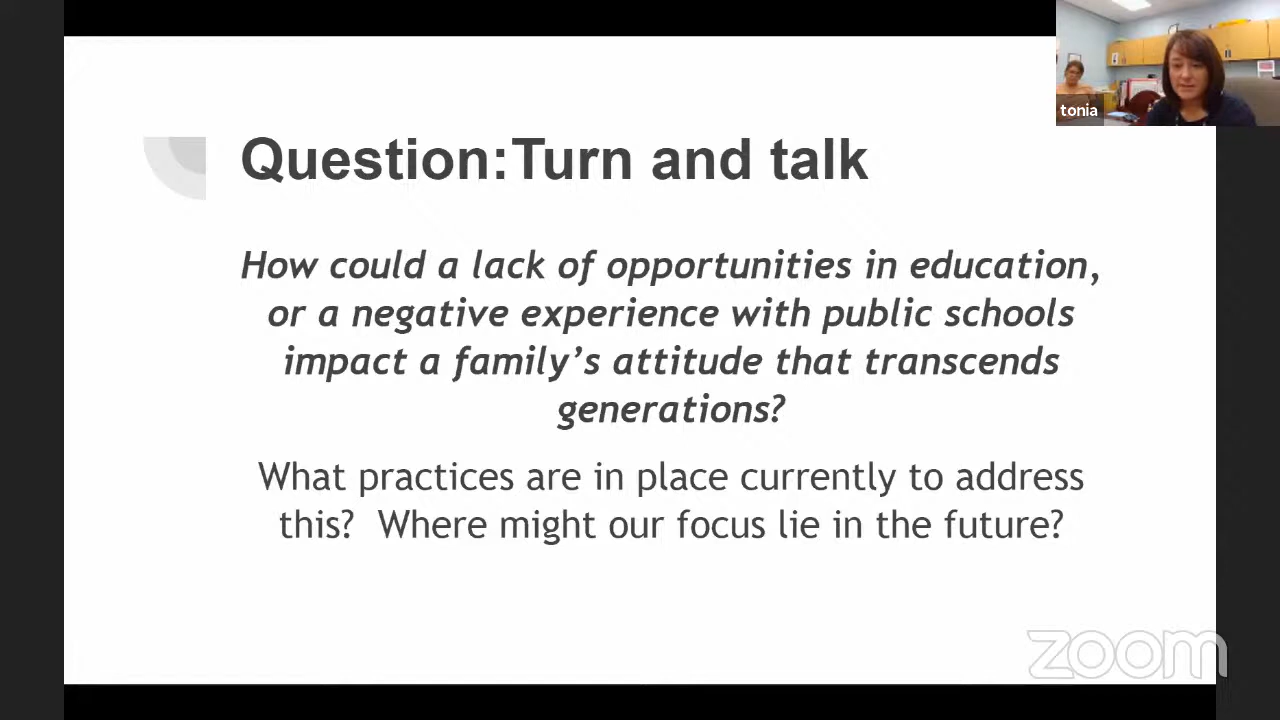 tonia
Question:Turn and talk
How could a lack of opportunities in education,
or a negative experience with public schools
impact a family's attitude that transcends
generations?
What practices are in place currently to address
this?  Where might our focus lie in the future?
zoom